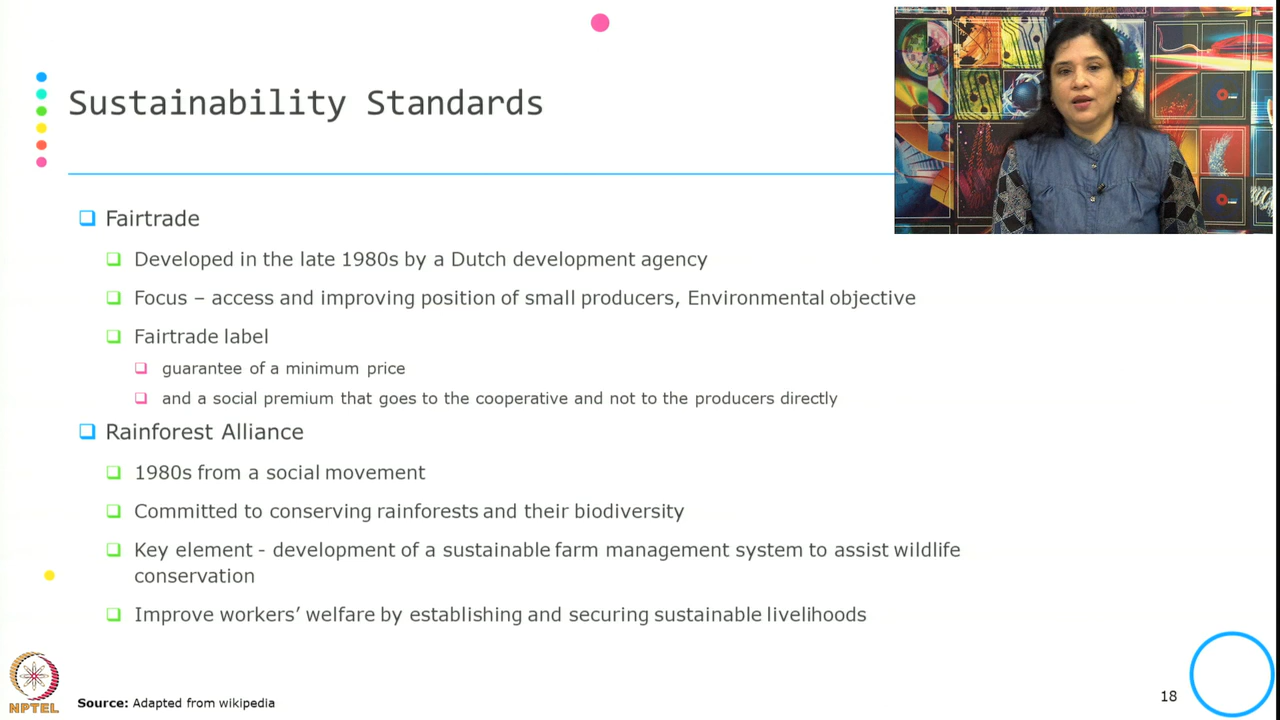 Sustainability Standards
Fairtrade
Developed in the late 1980s by a Dutch development agency
Focus – access and improving position of small producers, Environmental objective
Fairtrade label
guarantee of a minimum price
and a social premium that goes to the cooperative and not to the producers directly
Rainforest Alliance
1980s from a social movement
Committed to conserving rainforests and their biodiversity
Key element - development of a sustainable farm management system to assist wildlife
conservation
Improve workers’ welfare by establishing and securing sustainable livelihoods
NPTEL
Source: Adapted from wikipedia
18